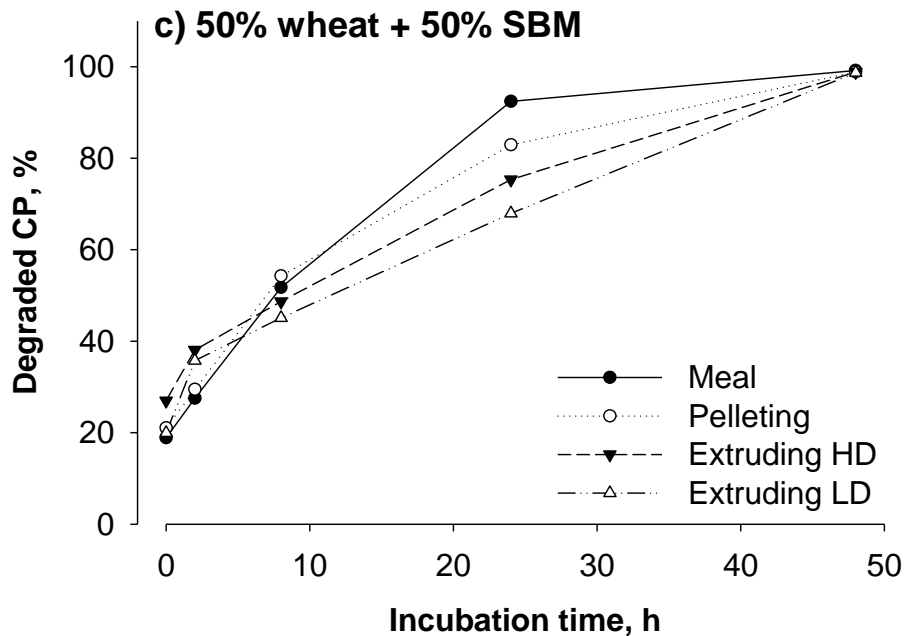 c) 50% wheat + 50% SBM
100
80
60
40
20
0
Degraded CP, %
Meal
Pelleting
Extruding HD
Extruding LD
0 10 20 30 40 50
Incubation time, h